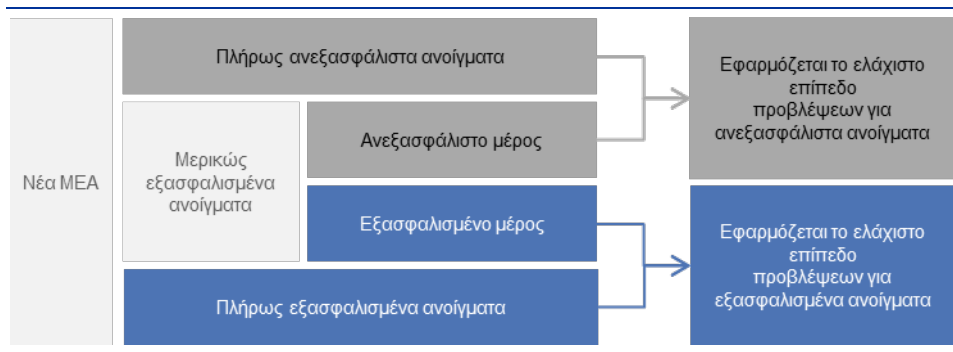 Νέα ΜΕΑ
Πλήρως ανεξασφάλιστα ανοίγματα
Μερικώς
εξασφαλισμένα
ανοίγματα
Ανεξασφάλιστο μέρος
Εξασφαλισμένο μέρος
Πλήρως εξασφαλισμένα ανοίγματα
Εφαρμόζεται το ελάχιστο
επίπεδο
προβλέψεων για
ανεξασφάλιστα ανοίγματα
Εφαρμόζεται το ελάχιστο
επίπεδο
προβλέψεων για
εξασφαλισμένα ανοίγματα